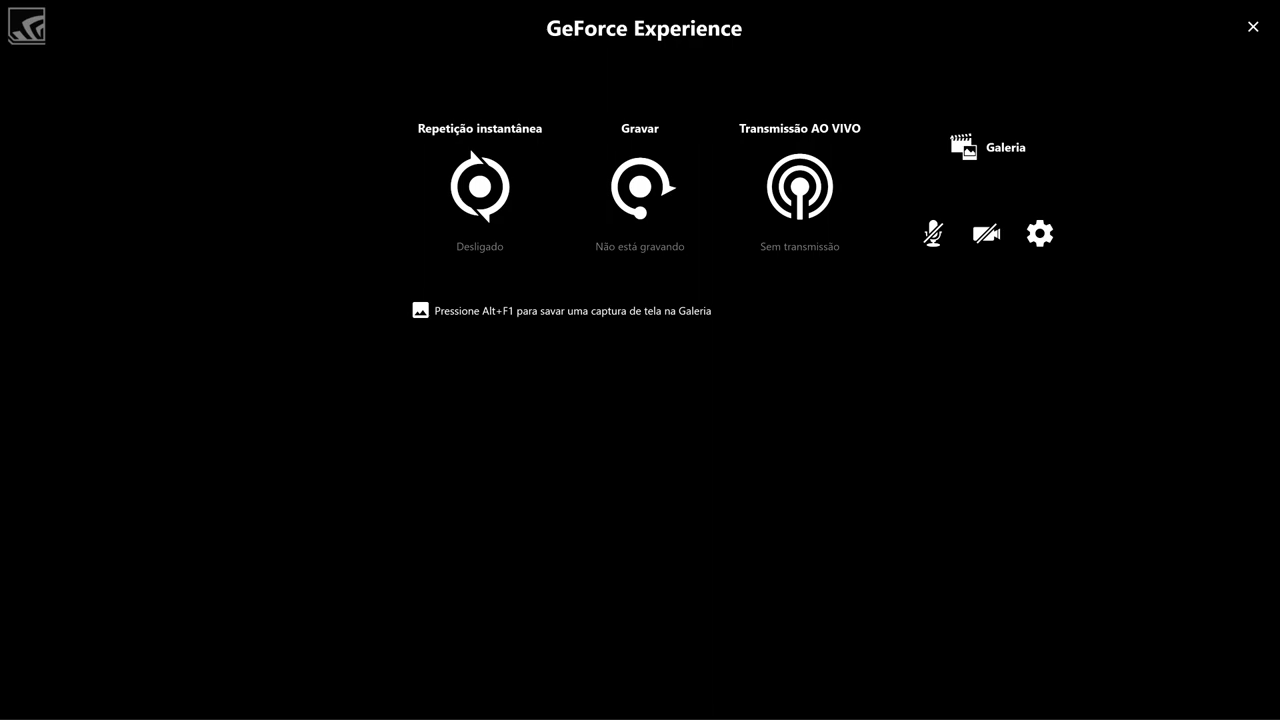 GeForce Experience
Repetição instantânea
Gravar
Transmissão AO VIVO
Galeria
Desligado
Não está gravando
Sem transmissão
Pressione Alt+F1 para savar uma captura de tela na Galeria